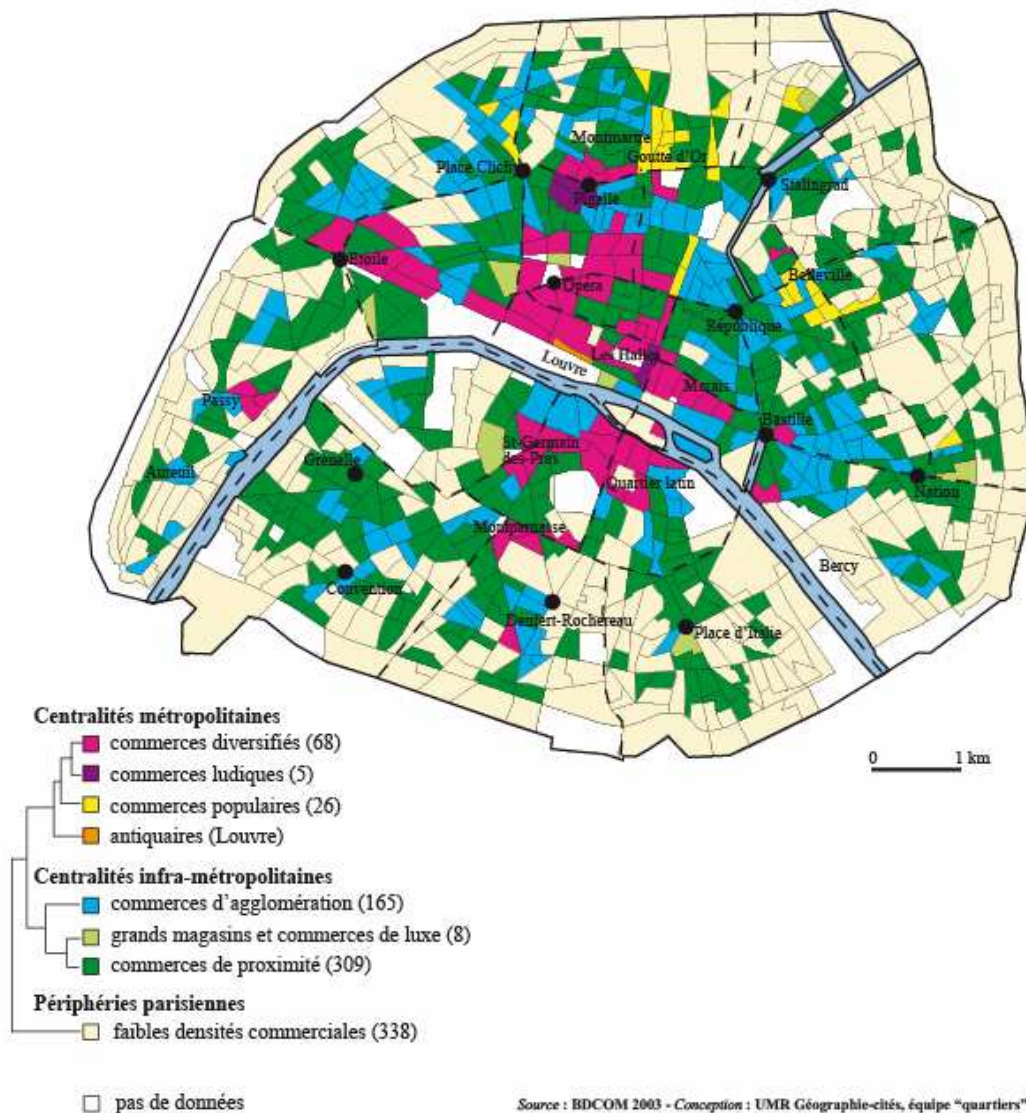 Montmartre
Goutte d'Or
Place Clichy
Pigalle
Stalingrad
Etoile
Belleville
Opéra
République
Les Halles
Louvre
Marais
Passy
Bastille
St-Germain
des-Prés
Auteuil
Grenelle
Quartier latin
Nation
Montparnasse
Bercy
Convention
Denfert-Rochereau
Place d'Italie
Centralités métropolitaines
commerces diversifiés (68)
commerces ludiques (5)
commerces populaires (26)
antiquaires (Louvre)
0 1 km
Centralités infra-métropolitaines
commerces d'agglomération (165)
grands magasins et commerces de luxe (8)
commerces de proximité (309)
Périphéries parisiennes
faibles densités commerciales (338)
pas de données
Source : BDCOM 2003 - Conception : UMR Géographie-cités, équipe "quartiers"